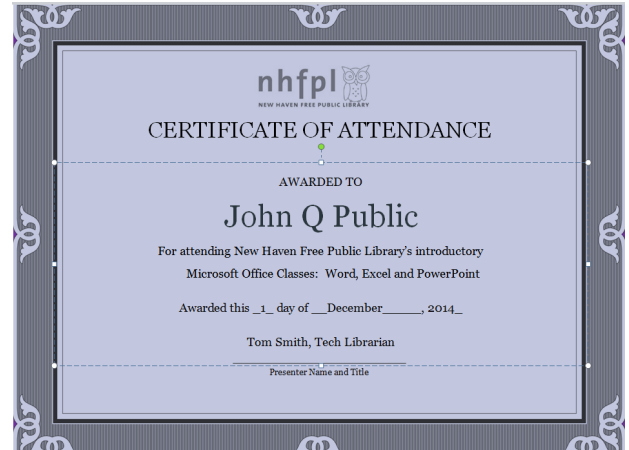 nhfpl
NEW HAVEN FREE PUBLIC LIBRARY
CERTIFICATE OF ATTENDANCE
AWARDED TO
John Q Public
For attending New Haven Free Public Library's introductory
Microsoft Office Classes:  Word, Excel and PowerPoint
Awarded this _1_ day of __December_____, 2014_
Tom Smith, Tech Librarian
Presenter Name and Title